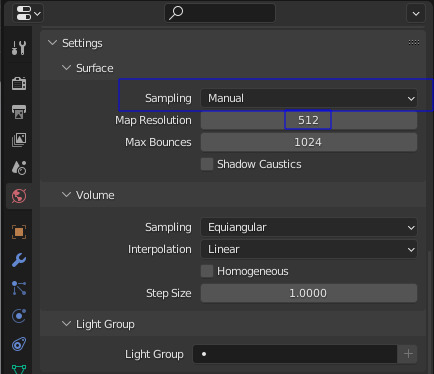 Settings
Surface
Sampling Manual
Map Resolution 512
Max Bounces 1024
Shadow Caustics
Volume
Sampling Equiangular
Interpolation Linear
Homogeneous
Step Size 1.0000
Light Group
Light Group